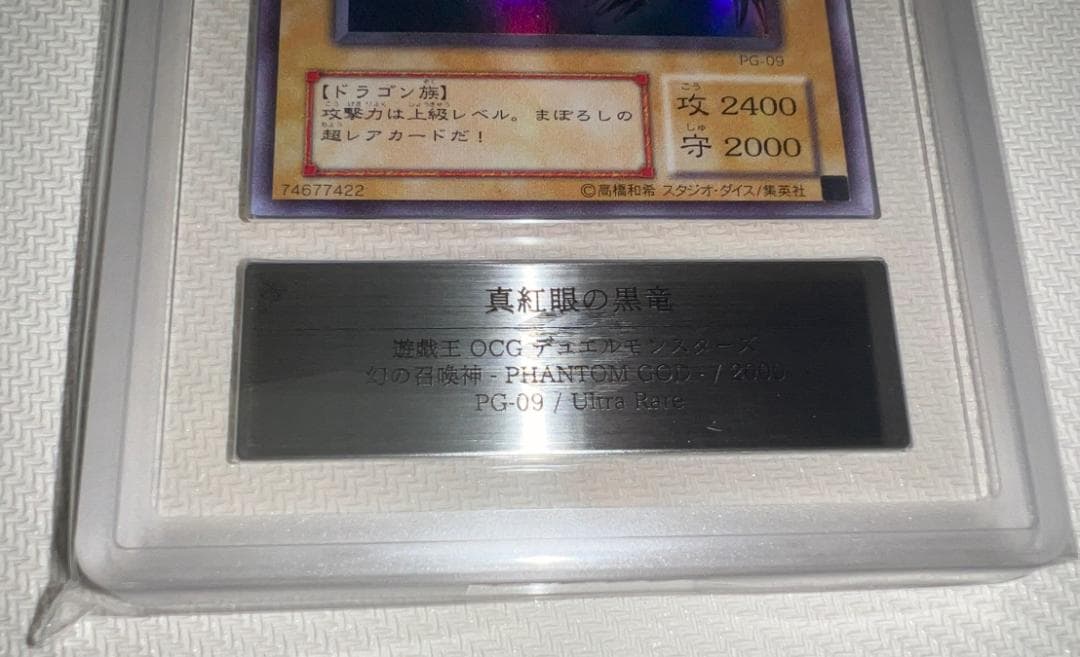 PG-09
【ドラゴン族】
攻撃力は上級レベル。まぼろしの
超レアカードだ！
攻 2400
守 2000
74677422
©高橋和希 スタジオ・ダイス/集英社
真紅眼の黒竜
遊戯王 OCG デュエルモンスターズ
幻の召喚神 - PHANTOM GOD - / 2000
PG-09 / Ultra Rare